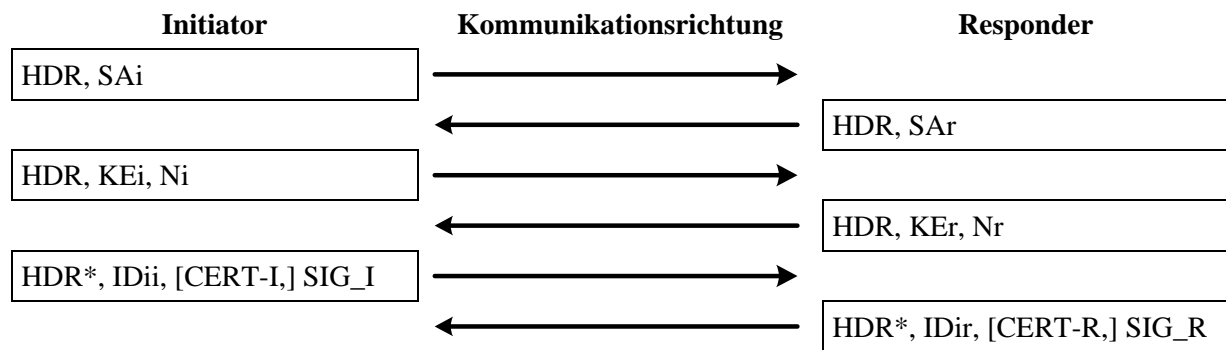 Initiator Kommunikationsrichtung Responder
HDR, SAi
HDR, SAr
HDR, KEi, Ni
HDR, KEr, Nr
HDR*, IDii, [CERT-I,] SIG_I
HDR*, IDir, [CERT-R,] SIG_R